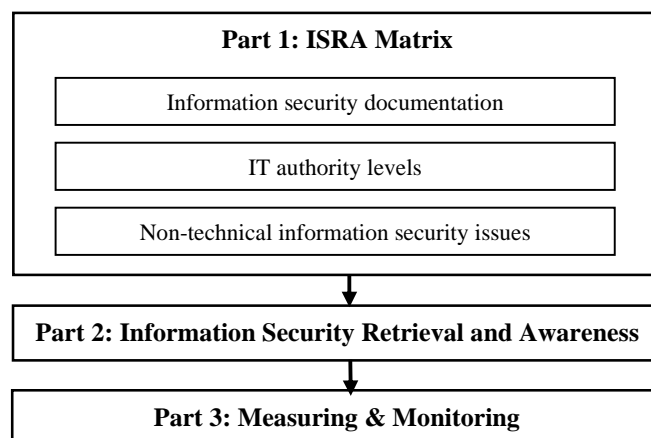 Part 1: ISRA Matrix
Information security documentation
IT authority levels
Non-technical information security issues
Part 2: Information Security Retrieval and Awareness
Part 3: Measuring & Monitoring